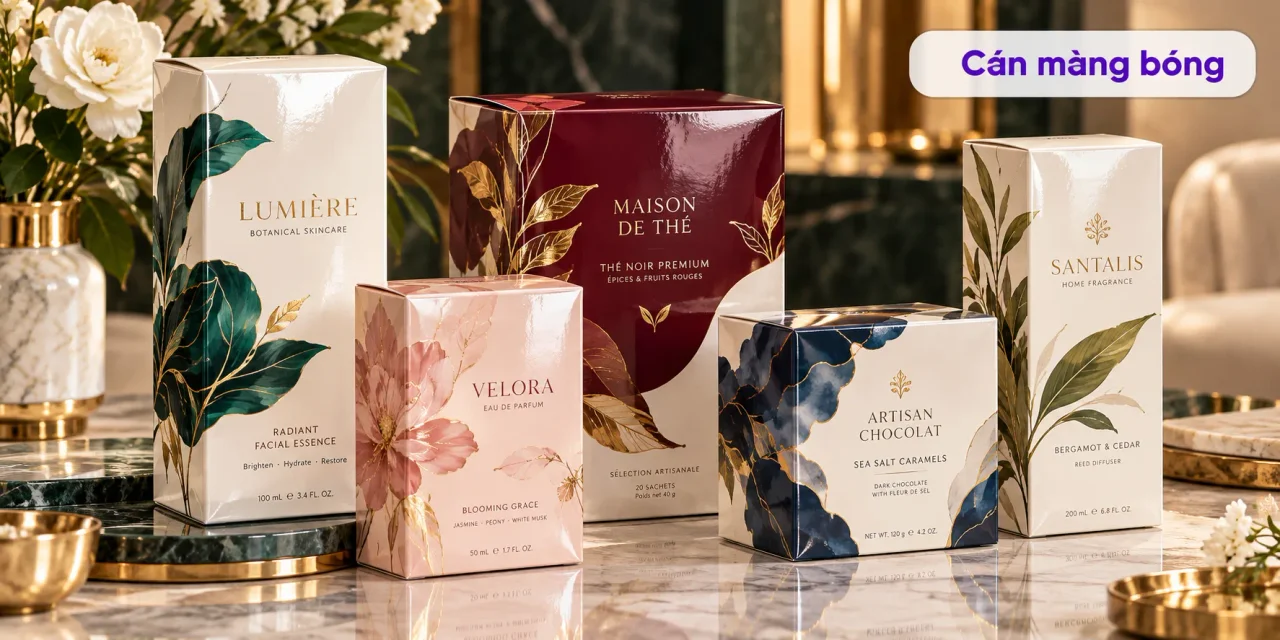 Cán màng bóng
LUMIÈRE
BOTANICAL SKINCARE
RADIANT
FACIAL ESSENCE
Brighten · Hydrate · Restore
100 mL ℮ 3.4 FL. OZ.
VELORA
EAU DE PARFUM
BLOOMING GRACE
JASMINE · PEONY · WHITE MUSK
50 mL ℮ 1.7 FL. OZ.
MAISON
DE THÉ
THÉ NOIR PREMIUM
ÉPICES & FRUITS ROUGES
SÉLECTION ARTISANALE
20 SACHETS
Poids net 40 g
ARTISAN
CHOCOLAT
SEA SALT CARAMELS
DARK CHOCOLATE
WITH FLEUR DE SEL
NET WT. 120 g ℮ 4.2 OZ.
SANTALIS
HOME FRAGRANCE
BERGAMOT & CEDAR
REED DIFFUSER
200 mL ℮ 6.8 FL. OZ.